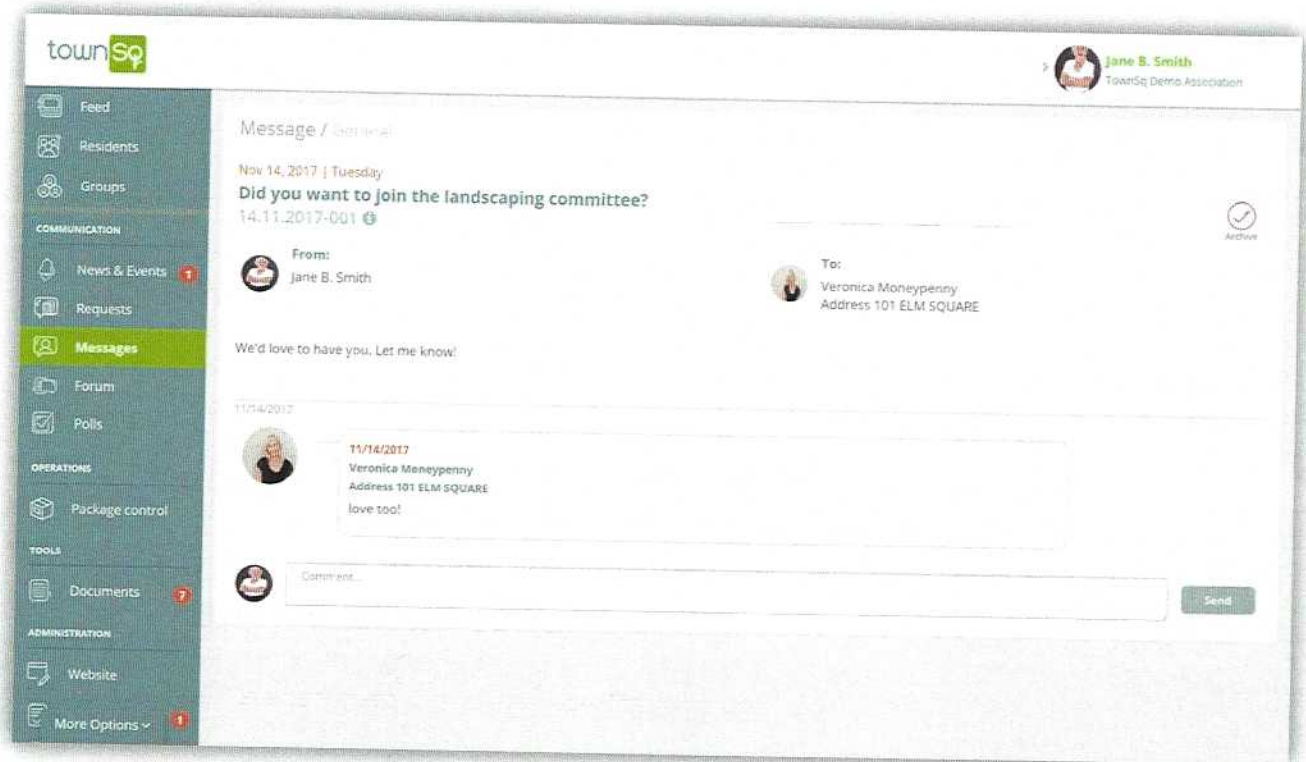 townSq
Jane B. Smith
TownSq Demo Association
Feed
Residents
Groups
COMMUNICATION
News & Events 1
Requests
Messages
Forum
Polls
OPERATIONS
Package control
TOOLS
Documents 7
ADMINISTRATION
Website
More Options 1
Message / General
Nov 14, 2017 | Tuesday
Did you want to join the landscaping committee?
14.11.2017-001
Archive
From:
Jane B. Smith
To:
Veronica Moneypenny
Address 101 ELM SQUARE
We'd love to have you. Let me know!
11/14/2017
11/14/2017
Veronica Moneypenny
Address 101 ELM SQUARE
love too!
Comment...
Send